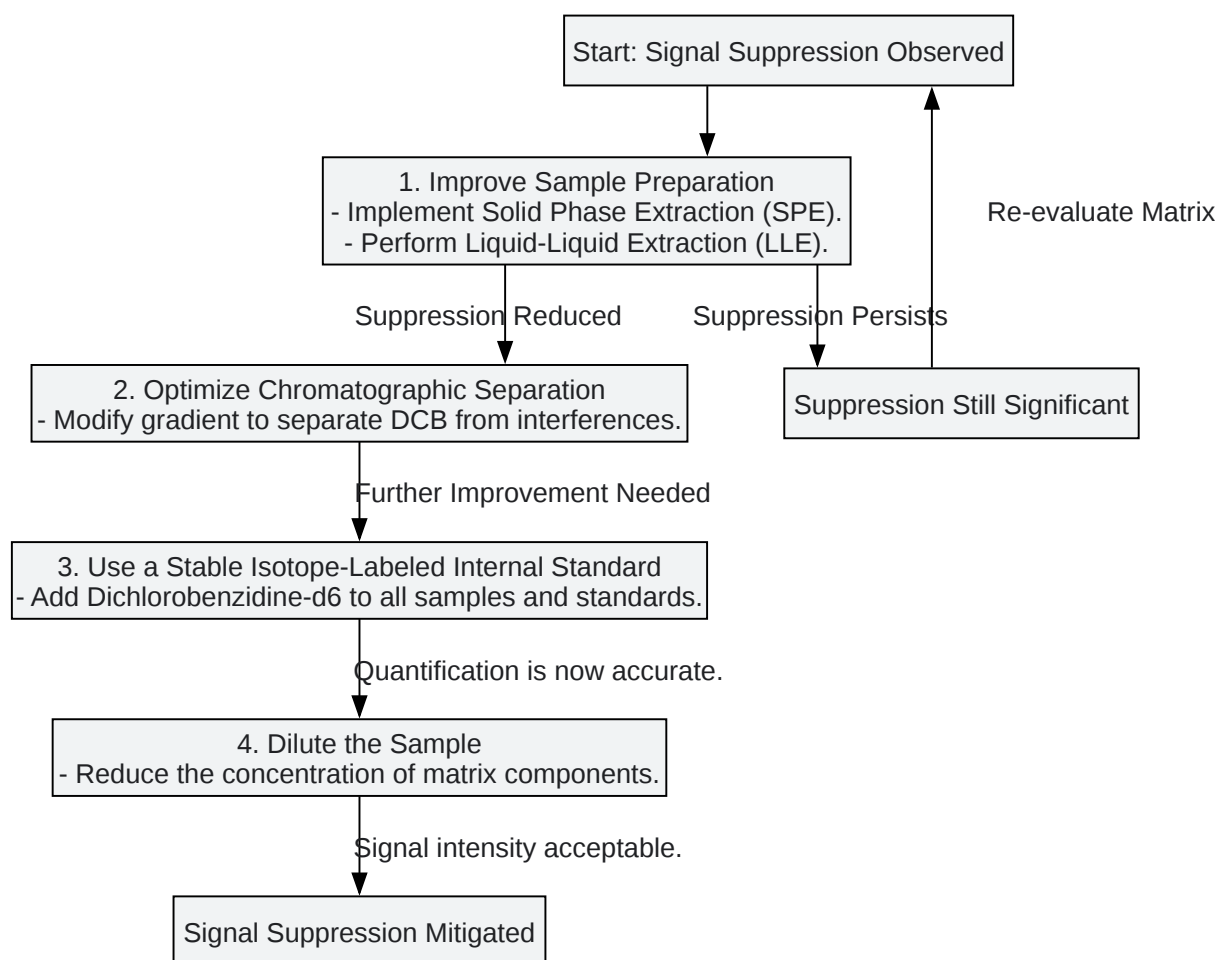 Start: Signal Suppression Observed
1. Improve Sample Preparation
- Implement Solid Phase Extraction (SPE).
- Perform Liquid-Liquid Extraction (LLE).
Re-evaluate Matrix
Suppression Reduced
Suppression Persists
2. Optimize Chromatographic Separation
- Modify gradient to separate DCB from interferences.
Suppression Still Significant
Further Improvement Needed
3. Use a Stable Isotope-Labeled Internal Standard
- Add Dichlorobenzidine-d6 to all samples and standards.
Quantification is now accurate.
4. Dilute the Sample
- Reduce the concentration of matrix components.
Signal intensity acceptable.
Signal Suppression Mitigated